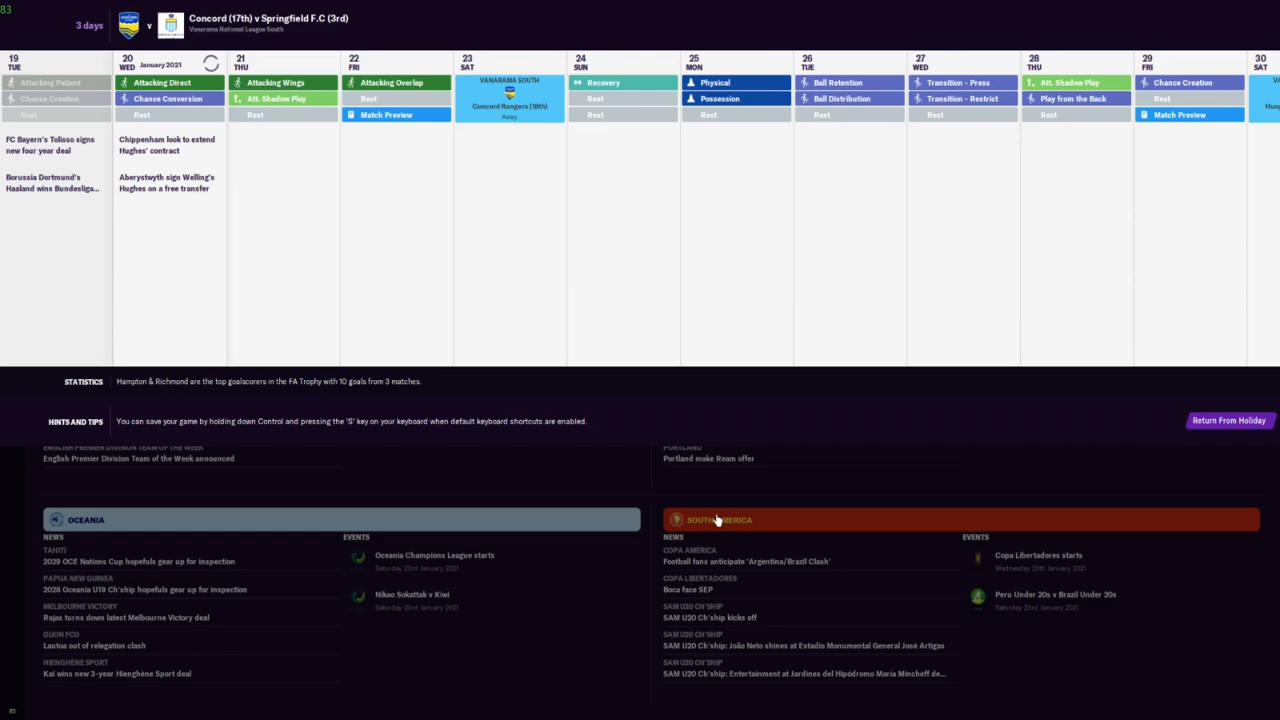 83
3 days
v
Concord (17th) v Springfield F.C (3rd)
Vanarama National League South
19
TUE
20
WED January 2021
21
THU
22
FRI
23
SAT
24
SUN
25
MON
26
TUE
27
WED
28
THU
29
FRI
30
Attacking Patient
Chance Creation
Rest
FC Bayern's Tolisso signs
new four year deal
Borussia Dortmund's
Haaland wins Bundesliga...
Attacking Direct
Chance Conversion
Rest
Chippenham look to extend
Hughes' contract
Aberystwyth sign Welling's
Hughes on a free transfer
Attacking Wings
Att. Shadow Play
Rest
Attacking Overlap
Rest
Match Preview
VANARAMA SOUTH
Concord Rangers (18th)
Away
Recovery
Rest
Rest
Physical
Possession
Rest
Ball Retention
Ball Distribution
Rest
Transition - Press
Transition - Restrict
Rest
Att. Shadow Play
Play from the Back
Rest
Chance Creation
Rest
Match Preview
VA
Hung
STATISTICS
Hampton & Richmond are the top goalscorers in the FA Trophy with 10 goals from 3 matches.
HINTS AND TIPS
You can save your game by holding down Control and pressing the 'S' key on your keyboard when default keyboard shortcuts are enabled.
Return From Holiday
ENGLISH PREMIER DIVISION TEAM OF THE WEEK
English Premier Division Team of the Week announced
PORTLAND
Portland make Ream offer
OCEANIA
NEWS
TAHITI
2029 OCE Nations Cup hopefuls gear up for inspection
PAPUA NEW GUINEA
2028 Oceania U19 Ch'ship hopefuls gear up for inspection
MELBOURNE VICTORY
Rojas turns down latest Melbourne Victory deal
DIJON FCO
Lautoa out of relegation clash
HIENGHÈNE SPORT
Kai wins new 3-year Hienghène Sport deal
EVENTS
Oceania Champions League starts
Saturday 23rd January 2021
Nikao Sokattak v Kiwi
Saturday 23rd January 2021
SOUTH AMERICA
NEWS
COPA AMÉRICA
Football fans anticipate 'Argentina/Brazil Clash'
COPA LIBERTADORES
Boca face SEP
SAM U20 CH'SHIP
SAM U20 Ch'ship kicks off
SAM U20 CH'SHIP
SAM U20 Ch'ship: João Neto shines at Estadio Monumental General José Artigas
SAM U20 CH'SHIP
SAM U20 Ch'ship: Entertainment at Jardines del Hipódromo María Mincheff de...
EVENTS
Copa Libertadores starts
Wednesday 20th January 2021
Peru Under 20s v Brazil Under 20s
Saturday 23rd January 2021